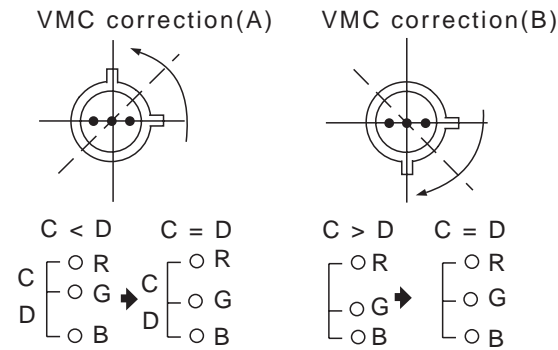 VMC correction(A)
VMC correction(B)
C < D
C = D
C > D
C = D
R
R
R
R
C
C
G
G
G
G
D
D
B
B
B
B